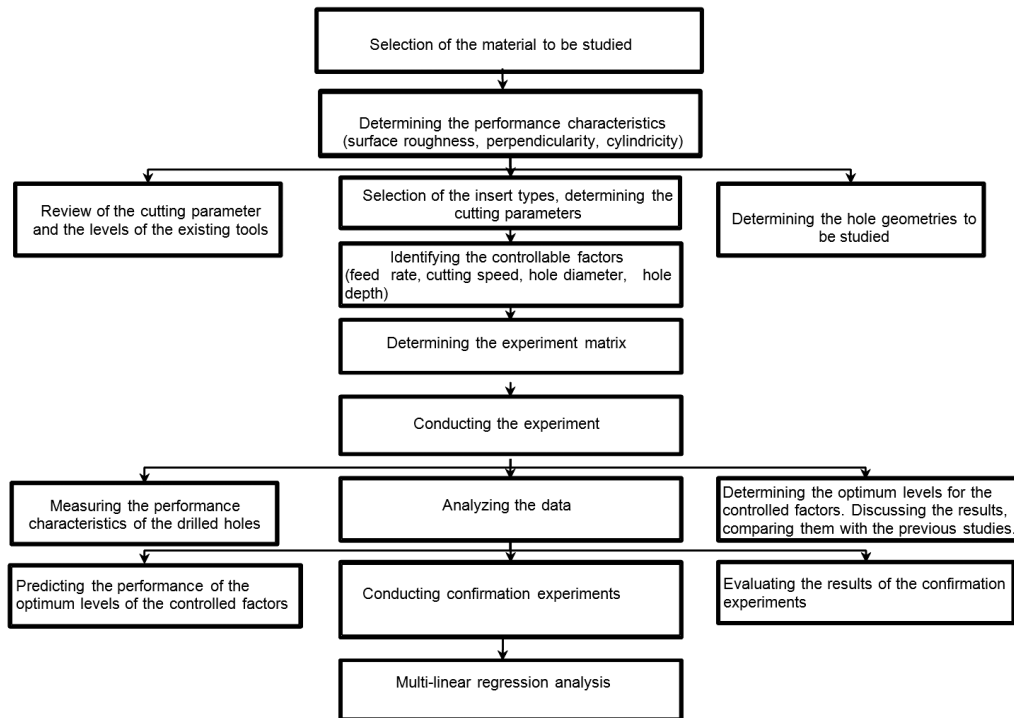 Selection of the material to be studied
Determining the performance characteristics
(surface roughness, perpendicularity, cylindricity)
Review of the cutting parameter
and the levels of the existing tools
Selection of the insert types, determining the
cutting parameters
Determining the hole geometries to
be studied
Identifying the controllable factors
(feed rate, cutting speed, hole diameter, hole
depth)
Determining the experiment matrix
Conducting the experiment
Measuring the performance
characteristics of the drilled holes
Analyzing the data
Determining the optimum levels for the
controlled factors. Discussing the results,
comparing them with the previous studies.
Predicting the performance of the
optimum levels of the controlled factors
Conducting confirmation experiments
Evaluating the results of the confirmation
experiments
Multi-linear regression analysis